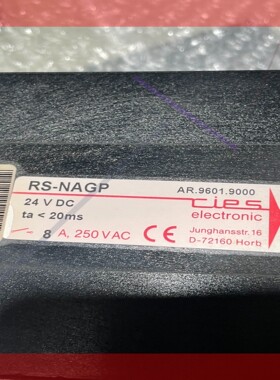 RS-NAGP
AR.9601.9000
24 V DC
ries
ta < 20ms
electronic
8 A, 250 VAC
CE
Junghansstr.16
D-72160 Horb